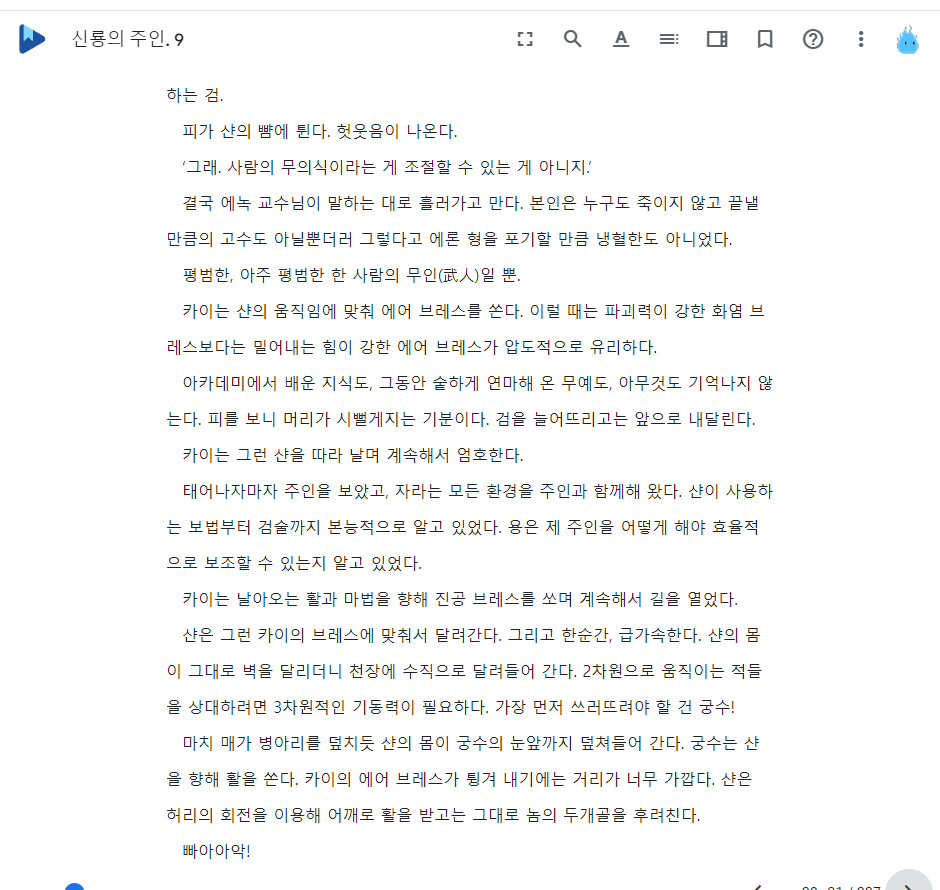 신룡의 주인. 9
하는 검.
피가 샨의 뺨에 튄다. 헛웃음이 나온다.
‘그래. 사람의 무의식이라는 게 조절할 수 있는 게 아니지.’
결국 에녹 교수님이 말하는 대로 흘러가고 만다. 본인은 누구도 죽이지 않고 끝낼
만큼의 고수도 아닐뿐더러 그렇다고 에론 형을 포기할 만큼 냉혈한도 아니었다.
평범한, 아주 평범한 한 사람의 무인(武人)일 뿐.
카이는 샨의 움직임에 맞춰 에어 브레스를 쏜다. 이럴 때는 파괴력이 강한 화염 브
레스보다는 밀어내는 힘이 강한 에어 브레스가 압도적으로 유리하다.
아카데미에서 배운 지식도, 그동안 숱하게 연마해 온 무예도, 아무것도 기억나지 않
는다. 피를 보니 머리가 시뻘게지는 기분이다. 검을 늘어뜨리고는 앞으로 내달린다.
카이는 그런 샨을 따라 날며 계속해서 엄호한다.
태어나자마자 주인을 보았고, 자라는 모든 환경을 주인과 함께해 왔다. 샨이 사용하
는 보법부터 검술까지 본능적으로 알고 있었다. 용은 제 주인을 어떻게 해야 효율적
으로 보조할 수 있는지 알고 있었다.
카이는 날아오는 활과 마법을 향해 진공 브레스를 쏘며 계속해서 길을 열었다.
샨은 그런 카이의 브레스에 맞춰서 달려간다. 그리고 한순간, 급가속한다. 샨의 몸
이 그대로 벽을 달리더니 천장에 수직으로 달려들어 간다. 2차원으로 움직이는 적들
을 상대하려면 3차원적인 기동력이 필요하다. 가장 먼저 쓰러뜨려야 할 건 궁수!
마치 매가 병아리를 덮치듯 샨의 몸이 궁수의 눈앞까지 덮쳐들어 간다. 궁수는 샨
을 향해 활을 쏜다. 카이의 에어 브레스가 튕겨 내기에는 거리가 너무 가깝다. 샨은
허리의 회전을 이용해 어깨로 활을 받고는 그대로 놈의 두개골을 후려친다.
빠아아악!